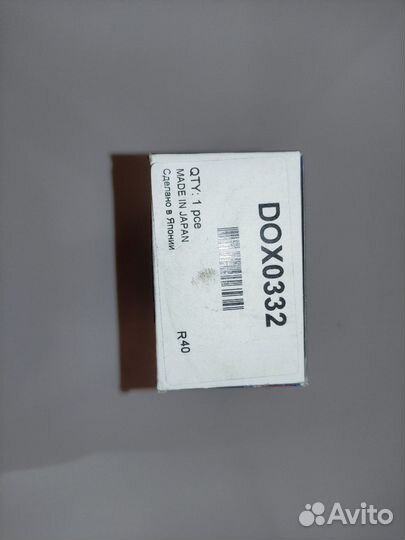 DOX0332
QTY: 1 pce
MADE IN JAPAN
Сделано в Японии
R40
Avito